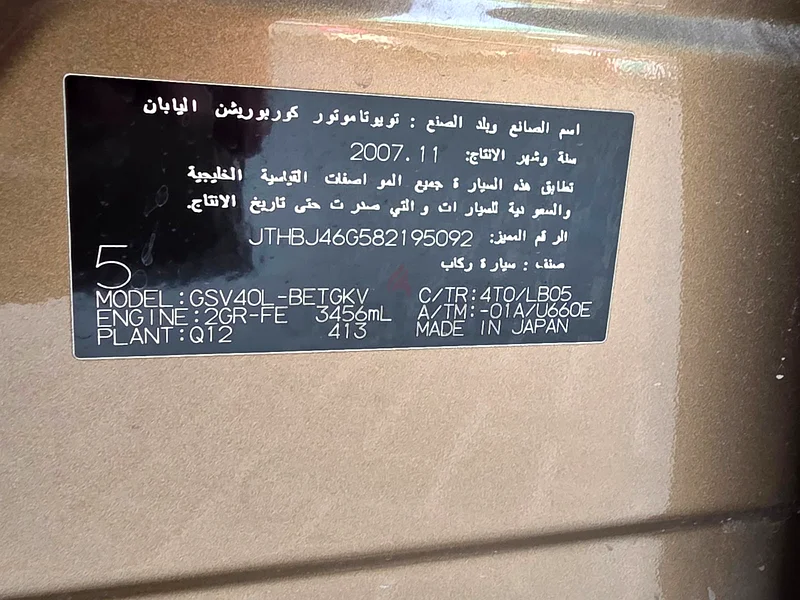 اسم الصانع وبلد الصنع : تويوتا موتور كوربوريشن اليابان
سنة وشهر الانتاج: 2007.11
تطابق هذه السيارة جميع المواصفات القياسية الخليجية
والسعودية للسيارات والتي صدرت حتى تاريخ الانتاج.
الرقم المميز: JTHBJ46G582195092
صنف : سيارة ركاب
5
MODEL:GSV40L-BETGKV C/TR:4T0/LB05
ENGINE:2GR-FE 3456mL A/TM:-01A/U660E
PLANT:Q12 413 MADE IN JAPAN